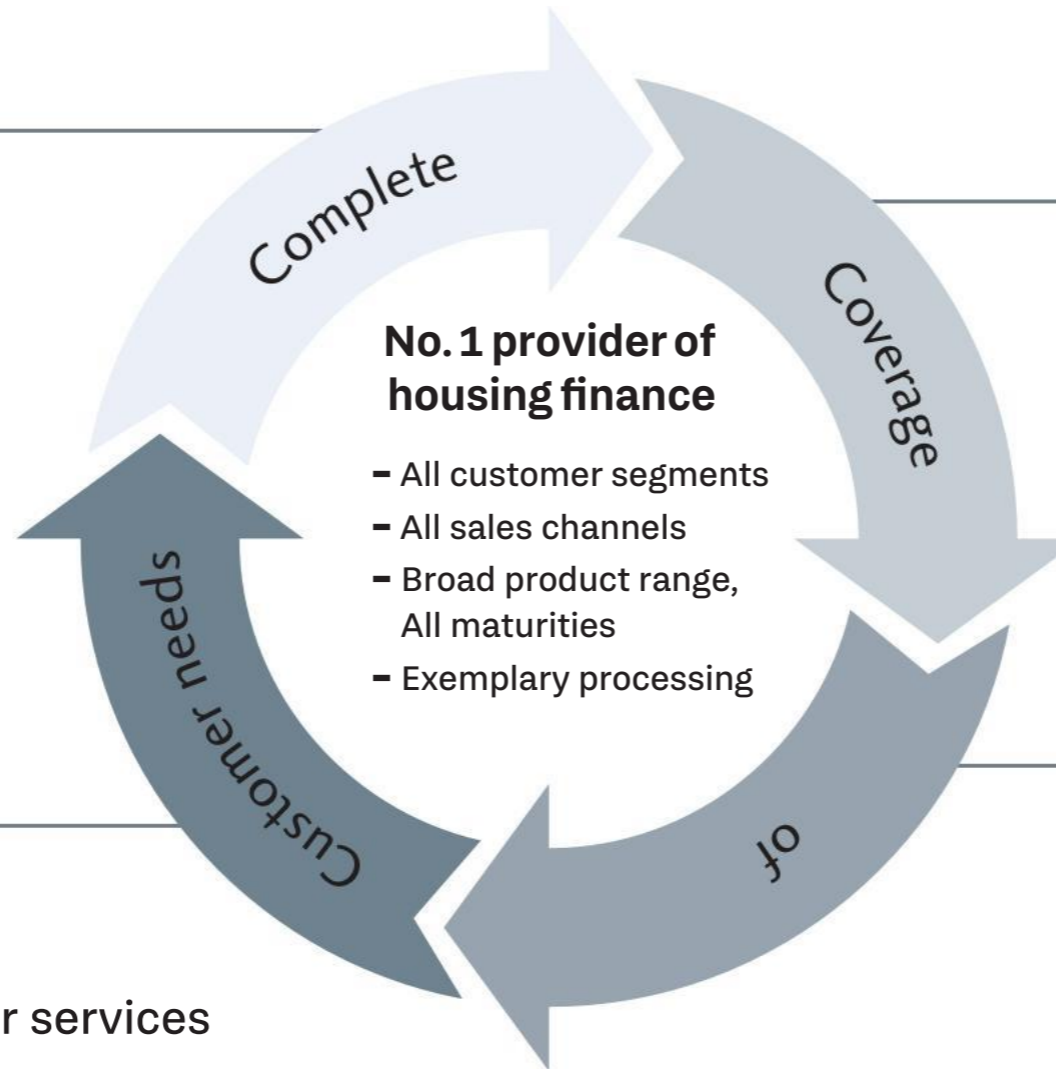 Complete
Coverage
of
Customer needs
No. 1 provider of
housing finance
- All customer segments
- All sales channels
- Broad product range,
All maturities
- Exemplary processing
r services